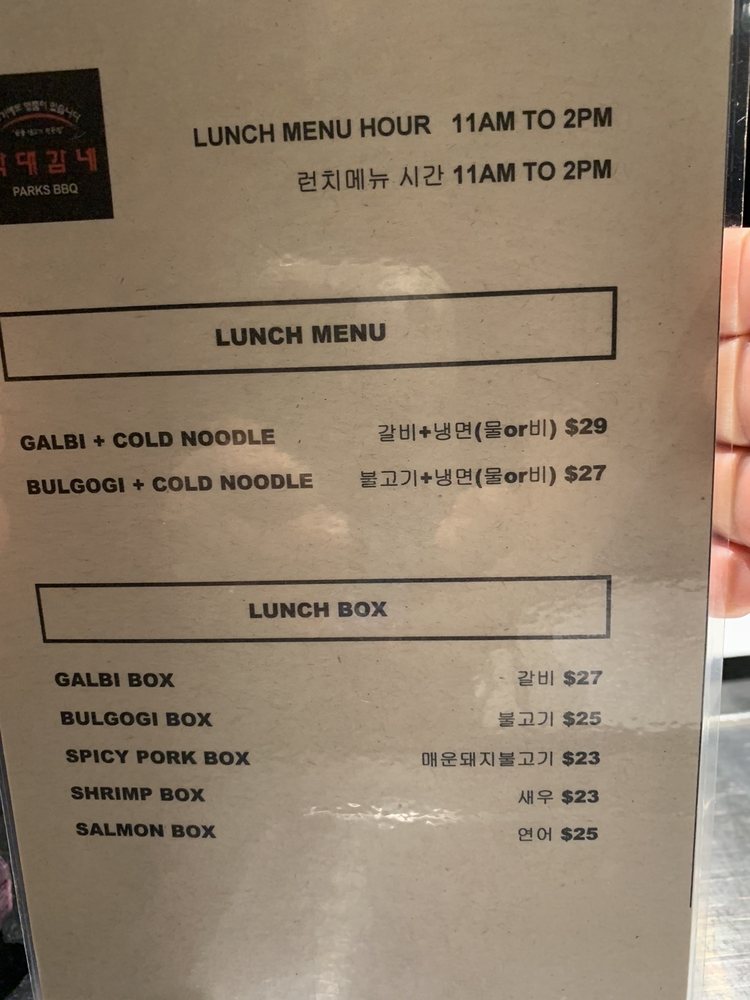 대감네
PARKS BBQ
LUNCH MENU HOUR 11AM TO 2PM
런치메뉴 시간 11AM TO 2PM
LUNCH MENU
GALBI + COLD NOODLE 갈비+냉면(물or비) $29
BULGOGI + COLD NOODLE 불고기+냉면(물or비) $27
LUNCH BOX
GALBI BOX 갈비 $27
BULGOGI BOX 불고기 $25
SPICY PORK BOX 매운돼지불고기 $23
SHRIMP BOX 새우 $23
SALMON BOX 연어 $25